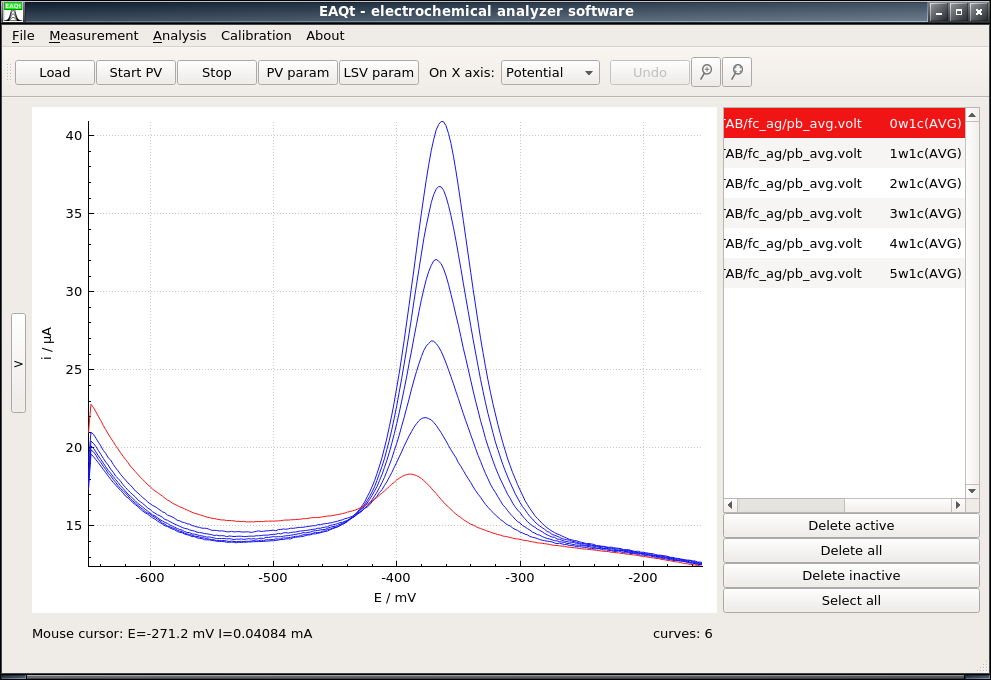 EAQt
EAQt - electrochemical analyzer software
File Measurement Analysis Calibration About
Load Start PV Stop PV param LSV param On X axis: Potential Undo
40
35
30
25
20
15
i / µA
-600 -500 -400 -300 -200
E / mV
>
TAB/fc_ag/pb_avg.volt 0w1c(AVG)
TAB/fc_ag/pb_avg.volt 1w1c(AVG)
TAB/fc_ag/pb_avg.volt 2w1c(AVG)
TAB/fc_ag/pb_avg.volt 3w1c(AVG)
TAB/fc_ag/pb_avg.volt 4w1c(AVG)
TAB/fc_ag/pb_avg.volt 5w1c(AVG)
Delete active
Delete all
Delete inactive
Select all
Mouse cursor: E=-271.2 mV I=0.04084 mA curves: 6